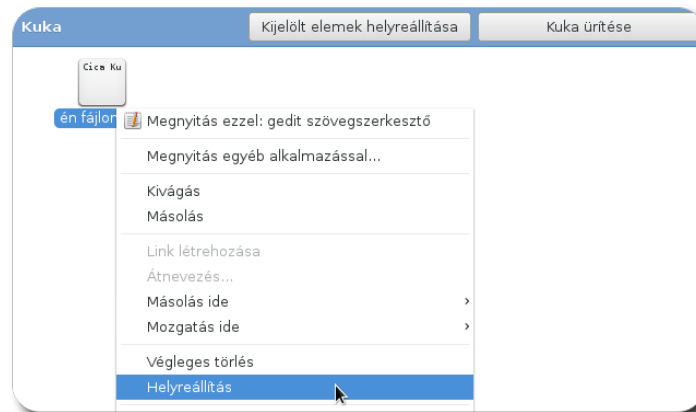 Kuka
Kijelölt elemek helyreállítása
Kuka ürítése
Cica Ku
én fájlom
Megnyitás ezzel: gedit szövegszerkesztő
Megnyitás egyéb alkalmazással...
Kivágás
Másolás
Link létrehozása
Átnevezés...
Másolás ide
Mozgatás ide
Végleges törlés
Helyreállítás